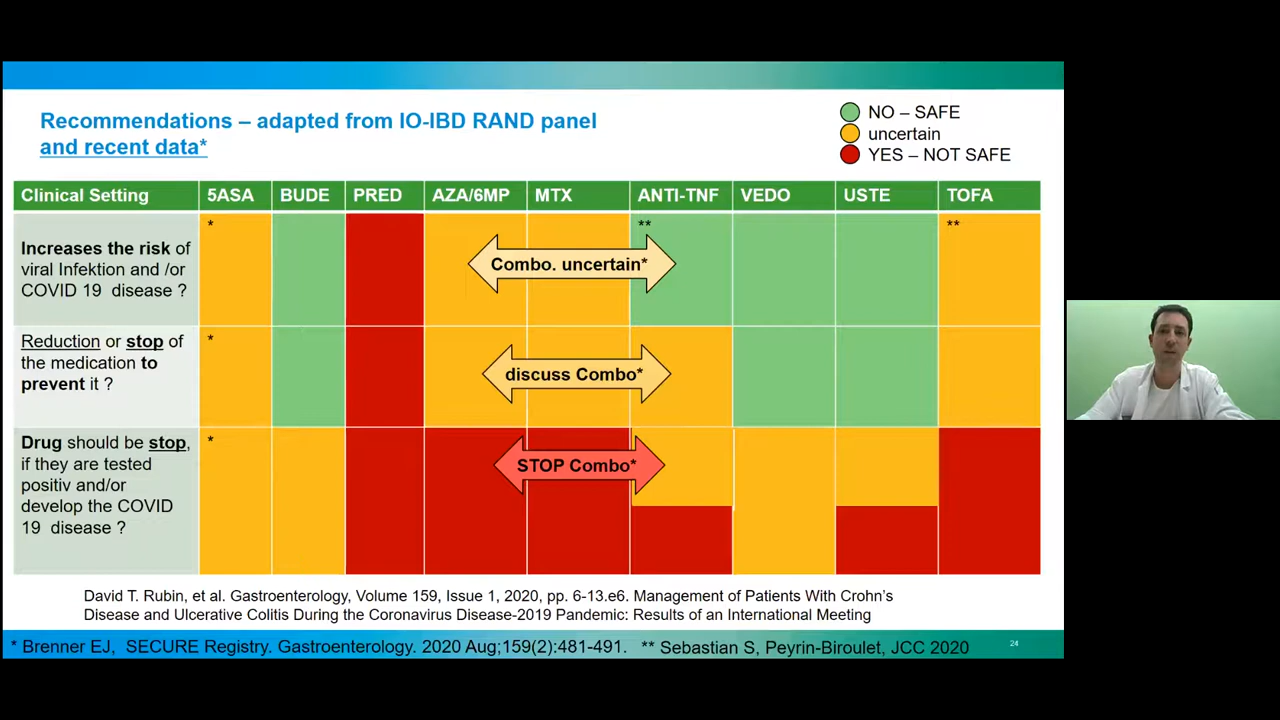 Recommendations – adapted from IO-IBD RAND panel
and recent data*
NO – SAFE
uncertain
YES – NOT SAFE
Clinical Setting 5ASA BUDE PRED AZA/6MP MTX ANTI-TNF VEDO USTE TOFA
* ** **
Increases the risk of
viral Infektion and /or
COVID 19 disease ?
Combo. uncertain*
*
Reduction or stop of
the medication to
prevent it ?
discuss Combo*
*
Drug should be stop,
if they are tested
positiv and/or
develop the COVID
19 disease ?
STOP Combo*
David T. Rubin, et al. Gastroenterology, Volume 159, Issue 1, 2020, pp. 6-13.e6. Management of Patients With Crohn's
Disease and Ulcerative Colitis During the Coronavirus Disease-2019 Pandemic: Results of an International Meeting
* Brenner EJ, SECURE Registry. Gastroenterology. 2020 Aug;159(2):481-491. ** Sebastian S, Peyrin-Biroulet, JCC 2020
24